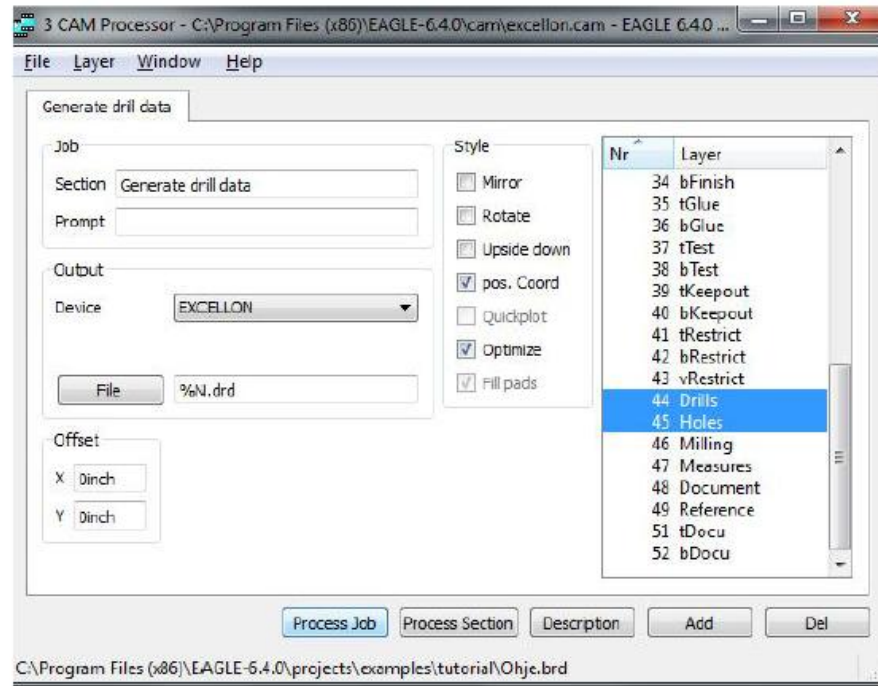 3 CAM Processor - C:\Program Files (x86)\EAGLE-6.4.0\cam\excellon.cam - EAGLE 6.4.0 ...
File Layer Window Help
Generate drill data
Job
Section Generate drill data
Prompt
Output
Device EXCELLON
File %N.drd
Offset
X 0inch
Y 0inch
Style
Mirror
Rotate
Upside down
pos. Coord
Quickplot
Optimize
Fill pads
Nr Layer
34 bFinish
35 tGlue
36 bGlue
37 tTest
38 bTest
39 tKeepout
40 bKeepout
41 tRestrict
42 bRestrict
43 vRestrict
44 Drills
45 Holes
46 Milling
47 Measures
48 Document
49 Reference
51 tDocu
52 bDocu
Process Job Process Section Description Add Del
C:\Program Files (x86)\EAGLE-6.4.0\projects\examples\tutorial\Ohje.brd